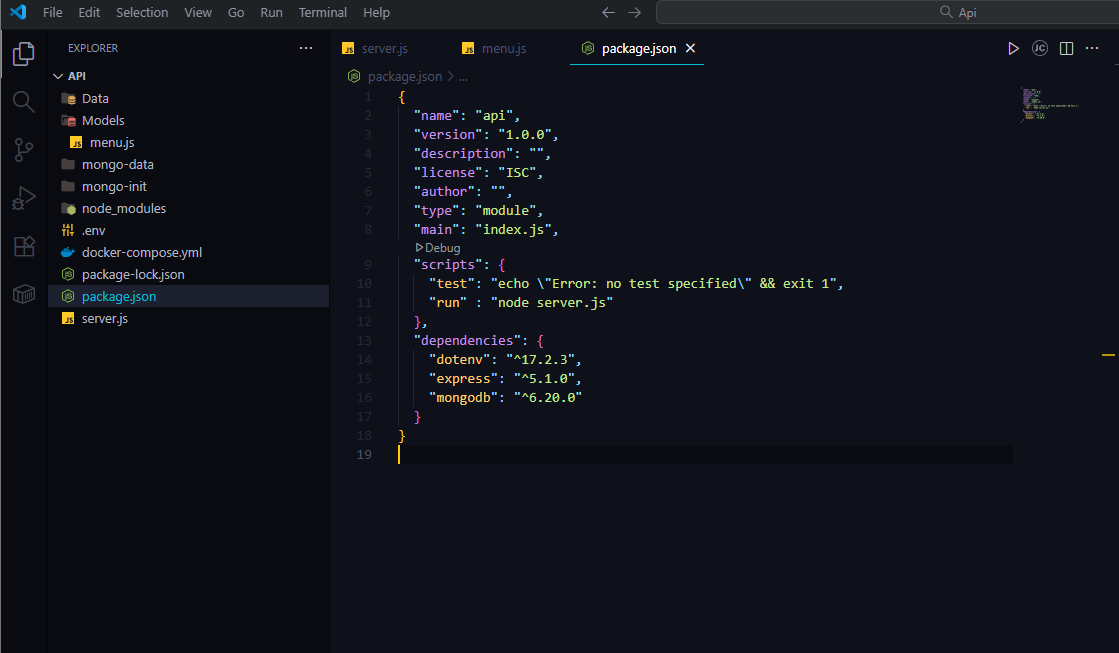 File Edit Selection View Go Run Terminal Help
Api
EXPLORER
API
Data
Models
menu.js
mongo-data
mongo-init
node_modules
.env
docker-compose.yml
package-lock.json
package.json
server.js
server.js menu.js package.json
package.json > ...
1 {
2 "name": "api",
3 "version": "1.0.0",
4 "description": "",
5 "license": "ISC",
6 "author": "",
7 "type": "module",
8 "main": "index.js",
Debug
9 "scripts": {
10 "test": "echo \"Error: no test specified\" && exit 1",
11 "run" : "node server.js"
12 },
13 "dependencies": {
14 "dotenv": "^17.2.3",
15 "express": "^5.1.0",
16 "mongodb": "^6.20.0"
17 }
18 }
19